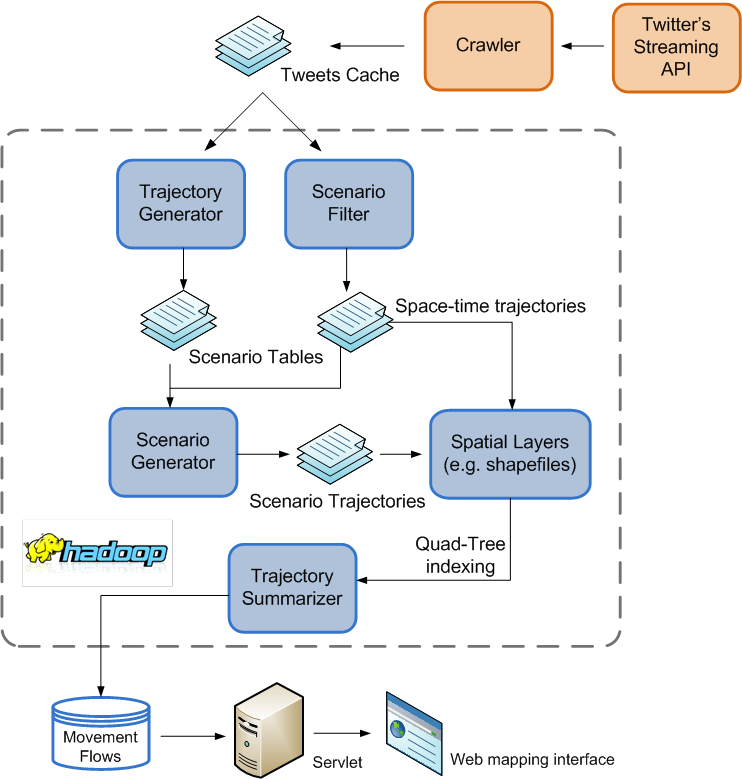 Twitter's
Streaming
API
Crawler
Tweets Cache
Trajectory
Generator
Scenario
Filter
Space-time trajectories
Scenario Tables
Scenario
Generator
Scenario Trajectories
Spatial Layers
(e.g. shapefiles)
Quad-Tree
indexing
hadoop
Trajectory
Summarizer
Movement
Flows
Servlet
Web mapping interface